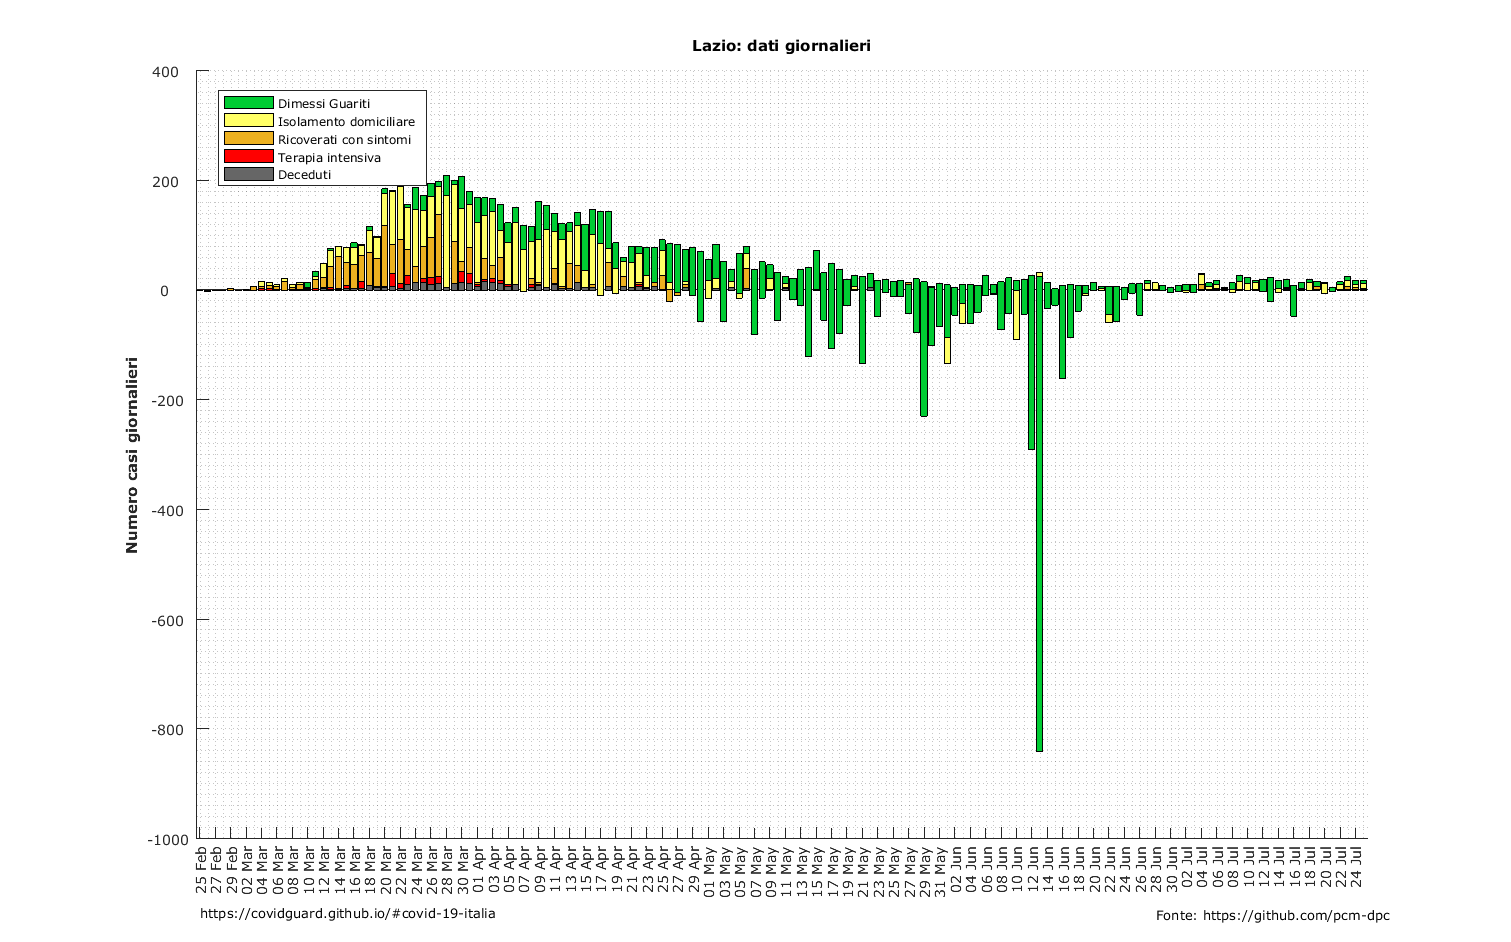 Lazio: dati giornalieri
400
200
0
-200
-400
-600
-800
-1000
Numero casi giornalieri
Dimessi Guariti
Isolamento domiciliare
Ricoverati con sintomi
Terapia intensiva
Deceduti
25 Feb
27 Feb
29 Feb
02 Mar
04 Mar
06 Mar
08 Mar
10 Mar
12 Mar
14 Mar
16 Mar
18 Mar
20 Mar
22 Mar
24 Mar
26 Mar
28 Mar
30 Mar
01 Apr
03 Apr
05 Apr
07 Apr
09 Apr
11 Apr
13 Apr
15 Apr
17 Apr
19 Apr
21 Apr
23 Apr
25 Apr
27 Apr
29 Apr
01 May
03 May
05 May
07 May
09 May
11 May
13 May
15 May
17 May
19 May
21 May
23 May
25 May
27 May
29 May
31 May
02 Jun
04 Jun
06 Jun
08 Jun
10 Jun
12 Jun
14 Jun
16 Jun
18 Jun
20 Jun
22 Jun
24 Jun
26 Jun
28 Jun
30 Jun
02 Jul
04 Jul
06 Jul
08 Jul
10 Jul
12 Jul
14 Jul
16 Jul
18 Jul
20 Jul
22 Jul
24 Jul
https://covidguard.github.io/#covid-19-italia
Fonte: https://github.com/pcm-dpc